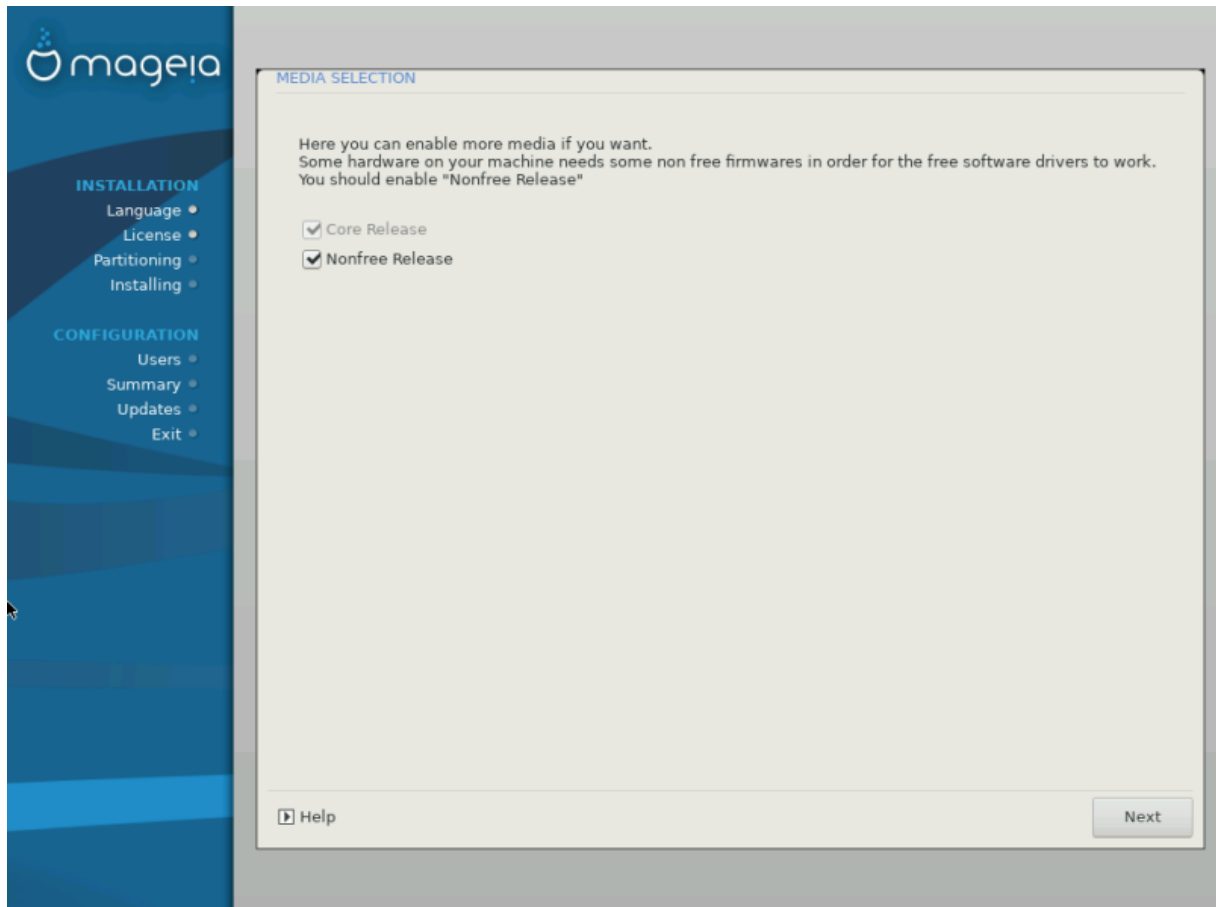 mageia
INSTALLATION
Language
License
Partitioning
Installing
CONFIGURATION
Users
Summary
Updates
Exit
MEDIA SELECTION
Here you can enable more media if you want.
Some hardware on your machine needs some non free firmwares in order for the free software drivers to work.
You should enable "Nonfree Release"
Core Release
Nonfree Release
Help
Next